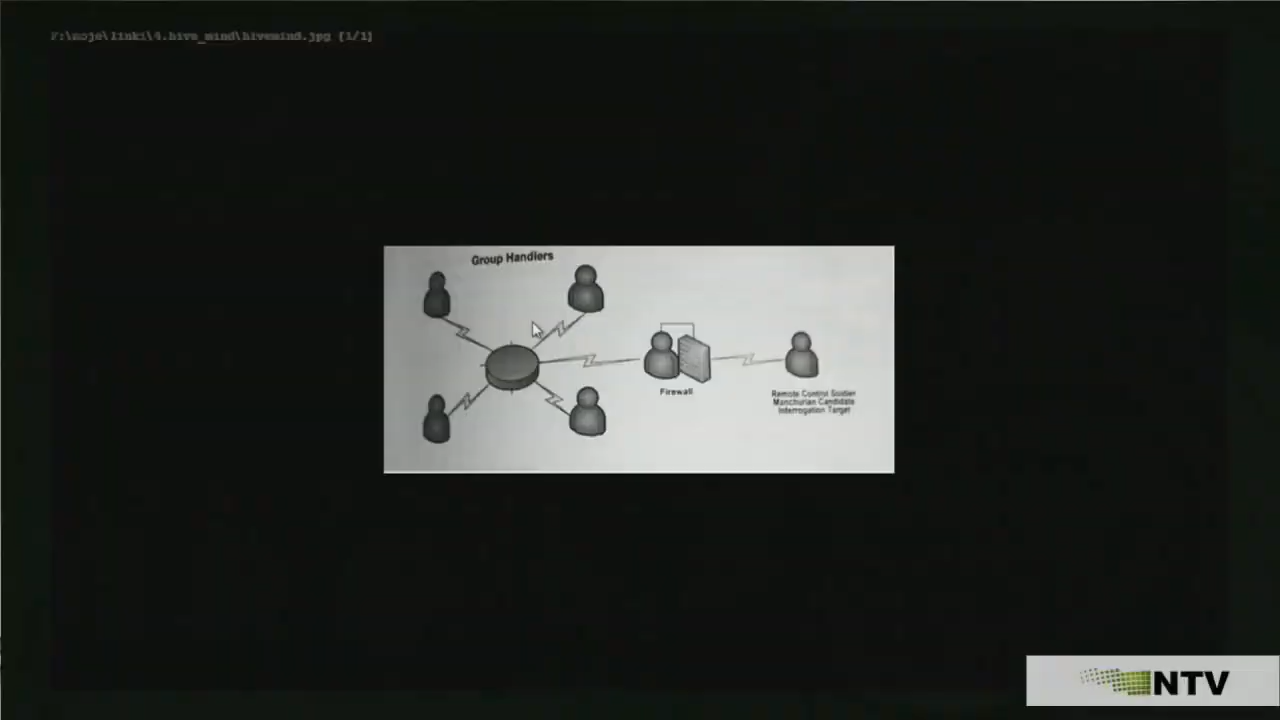 F:\moje\linki\4.hive_mind\hivemind.jpg [1/1]
Group Handlers
Firewall
Remote Control Soldier
Manchurian Candidate
Interrogation Target
NTV